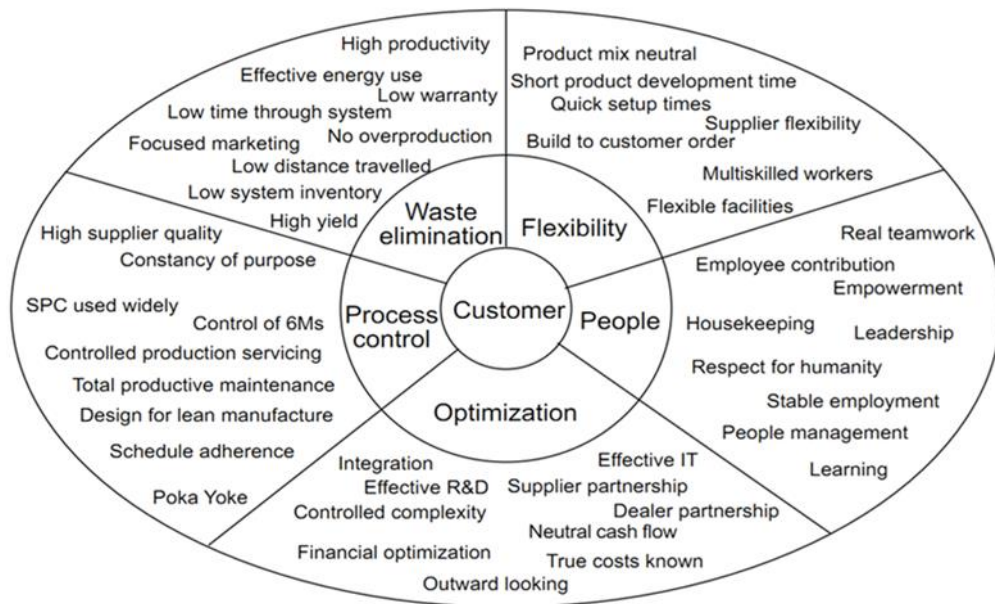 High productivity
Effective energy use
Low warranty
Low time through system
No overproduction
Focused marketing
Low distance travelled
Low system inventory
High yield
Waste
elimination
Product mix neutral
Short product development time
Quick setup times
Supplier flexibility
Build to customer order
Multiskilled workers
Flexible facilities
Flexibility
Real teamwork
Employee contribution
Empowerment
Housekeeping
Leadership
Respect for humanity
Stable employment
People management
Learning
People
Customer
High supplier quality
Constancy of purpose
SPC used widely
Control of 6Ms
Controlled production servicing
Total productive maintenance
Design for lean manufacture
Schedule adherence
Poka Yoke
Process
control
Optimization
Integration
Effective IT
Effective R&D
Supplier partnership
Controlled complexity
Dealer partnership
Neutral cash flow
Financial optimization
True costs known
Outward looking